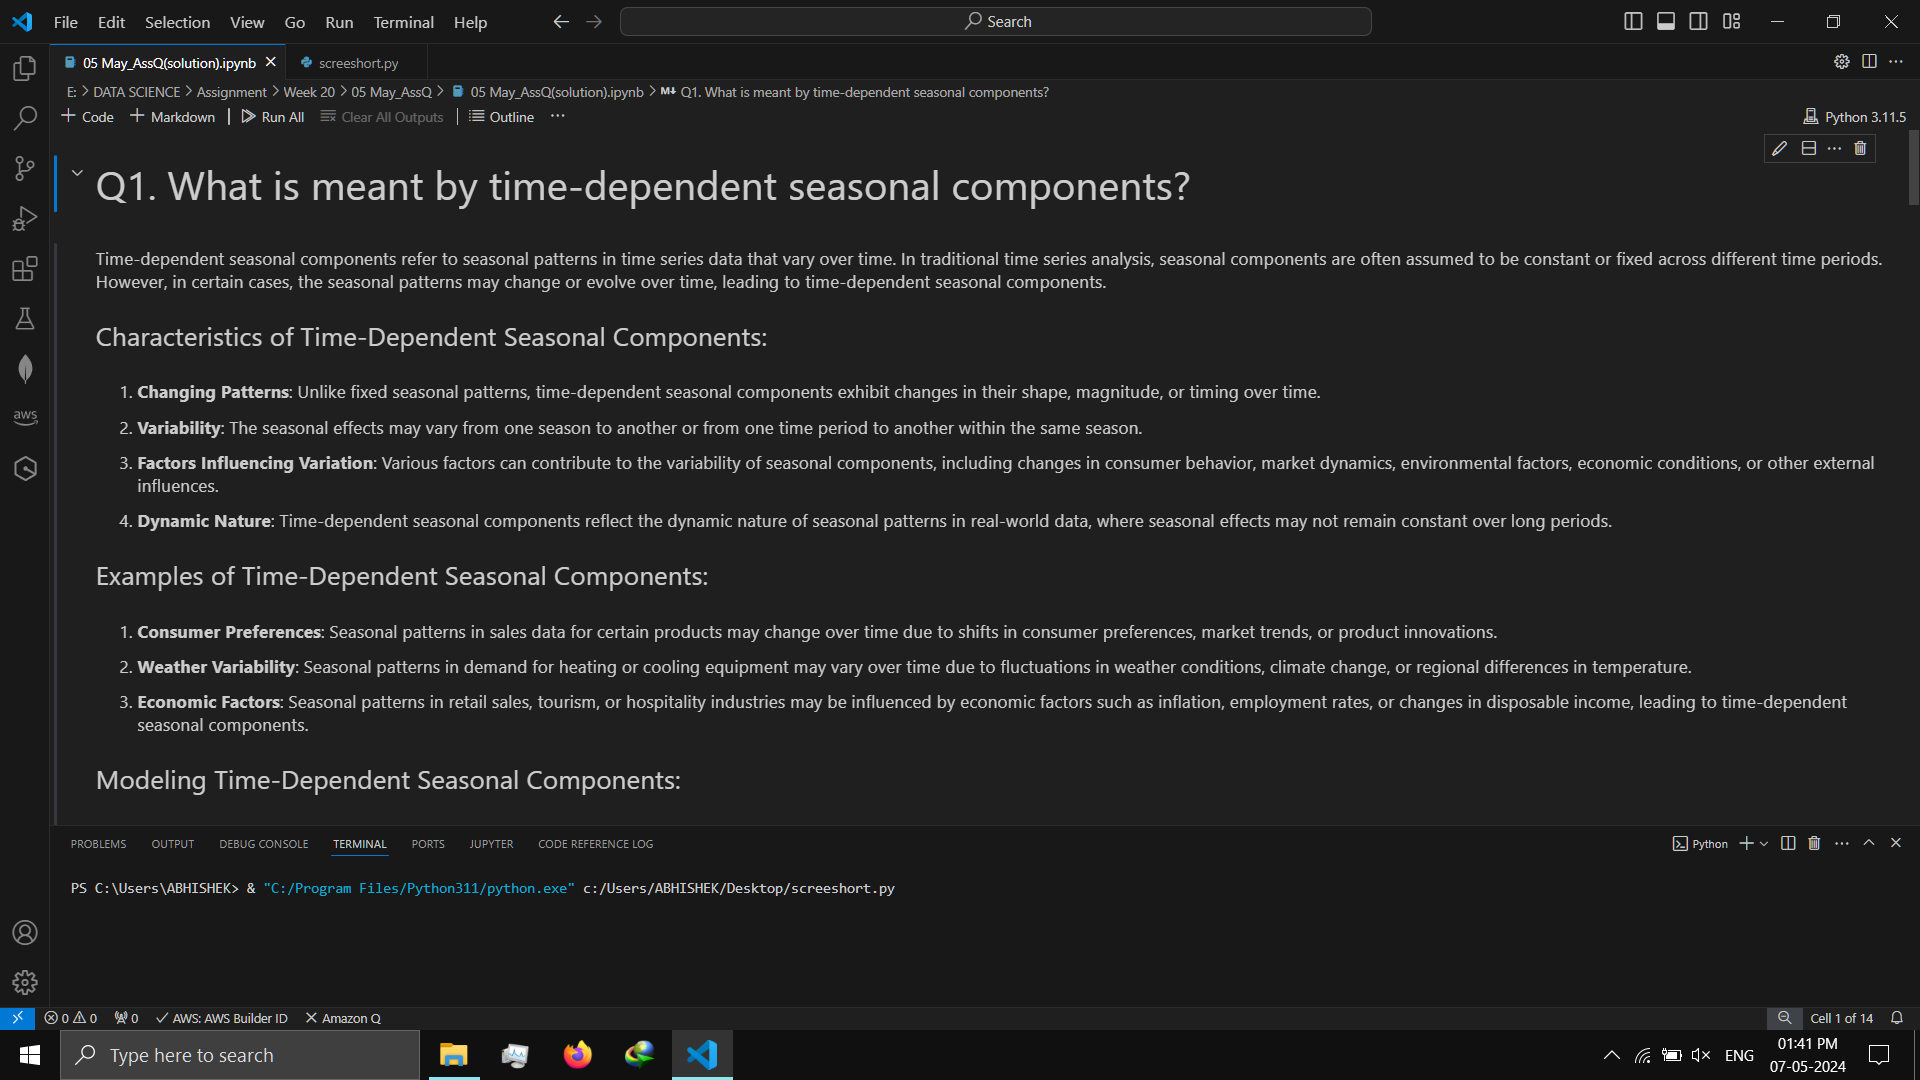 File Edit Selection View Go Run Terminal Help
Search
05 May_AssQ(solution).ipynb screeshort.py
E: > DATA SCIENCE > Assignment > Week 20 > 05 May_AssQ > 05 May_AssQ(solution).ipynb > M↓ Q1. What is meant by time-dependent seasonal components?
+ Code + Markdown | Run All Clear All Outputs | Outline ···
Python 3.11.5
Q1. What is meant by time-dependent seasonal components?
Time-dependent seasonal components refer to seasonal patterns in time series data that vary over time. In traditional time series analysis, seasonal components are often assumed to be constant or fixed across different time periods.
However, in certain cases, the seasonal patterns may change or evolve over time, leading to time-dependent seasonal components.
Characteristics of Time-Dependent Seasonal Components:
1. Changing Patterns: Unlike fixed seasonal patterns, time-dependent seasonal components exhibit changes in their shape, magnitude, or timing over time.
2. Variability: The seasonal effects may vary from one season to another or from one time period to another within the same season.
3. Factors Influencing Variation: Various factors can contribute to the variability of seasonal components, including changes in consumer behavior, market dynamics, environmental factors, economic conditions, or other external
influences.
4. Dynamic Nature: Time-dependent seasonal components reflect the dynamic nature of seasonal patterns in real-world data, where seasonal effects may not remain constant over long periods.
Examples of Time-Dependent Seasonal Components:
1. Consumer Preferences: Seasonal patterns in sales data for certain products may change over time due to shifts in consumer preferences, market trends, or product innovations.
2. Weather Variability: Seasonal patterns in demand for heating or cooling equipment may vary over time due to fluctuations in weather conditions, climate change, or regional differences in temperature.
3. Economic Factors: Seasonal patterns in retail sales, tourism, or hospitality industries may be influenced by economic factors such as inflation, employment rates, or changes in disposable income, leading to time-dependent
seasonal components.
Modeling Time-Dependent Seasonal Components:
aws
PROBLEMS OUTPUT DEBUG CONSOLE TERMINAL PORTS JUPYTER CODE REFERENCE LOG
Python
PS C:\Users\ABHISHEK> & "C:/Program Files/Python311/python.exe" c:/Users/ABHISHEK/Desktop/screeshort.py
0 0 0 AWS: AWS Builder ID Amazon Q
Cell 1 of 14
Type here to search
ENG
01:41 PM
07-05-2024